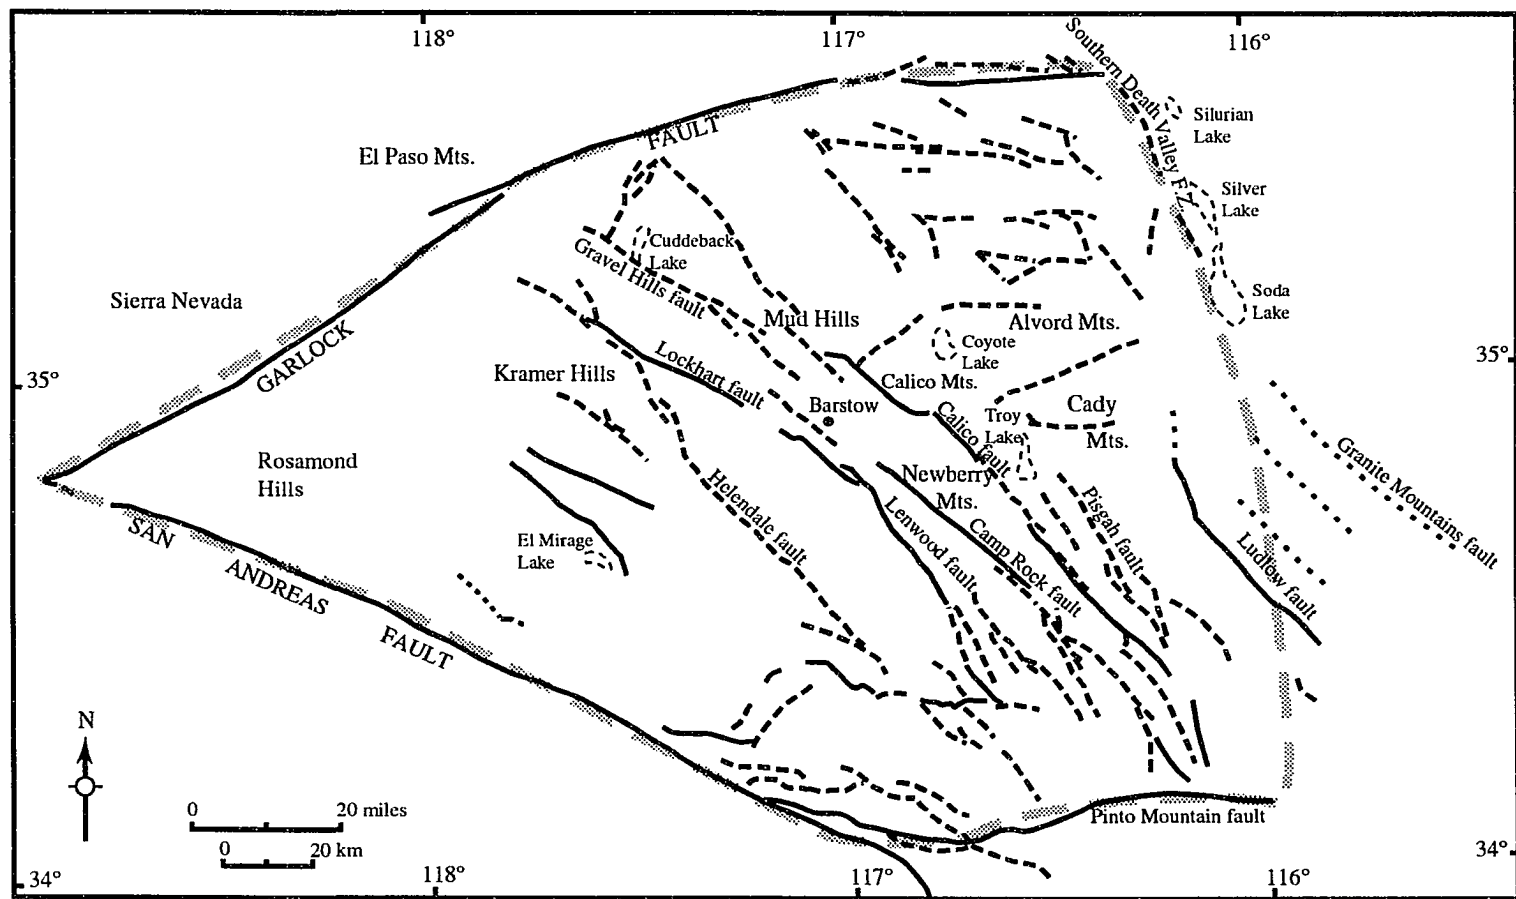 118°
117°
116°
Southern Death Valley F.Z.
Silurian
Lake
FAULT
El Paso Mts.
Silver
Lake
Cuddeback
Lake
Gravel Hills fault
Sierra Nevada
Soda
Lake
Mud Hills
Alvord Mts.
GARLOCK
Coyote
Lake
35°
35°
Lockhart fault
Kramer Hills
Calico Mts.
Barstow
Calico fault
Troy
Lake
Cady
Mts.
Granite Mountains fault
Rosamond
Hills
Helendale fault
Newberry
Mts.
Pisgah fault
Lenwood fault
Camp Rock fault
Ludlow fault
El Mirage
Lake
SAN
ANDREAS
FAULT
N
0 20 miles
0 20 km
Pinto Mountain fault
34°
34°
118°
117°
116°